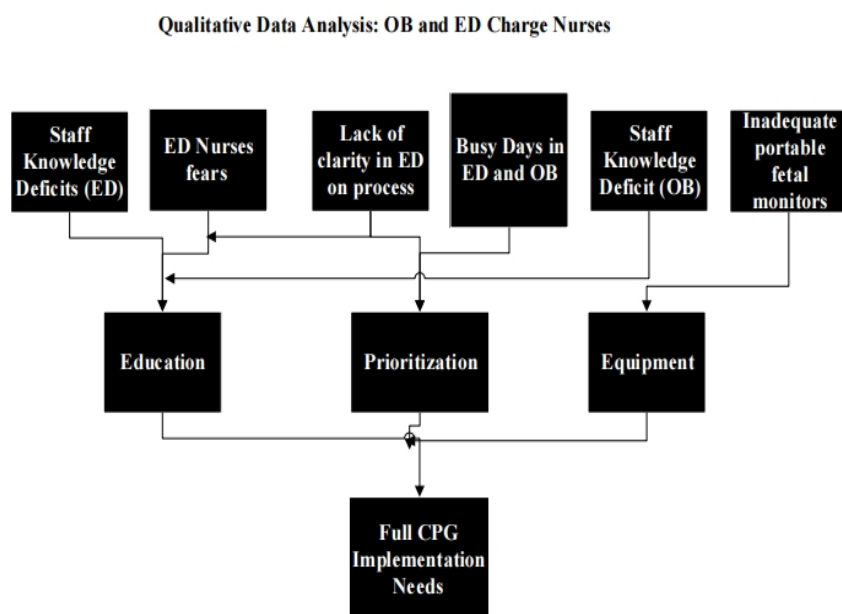 Qualitative Data Analysis: OB and ED Charge Nurses
Staff
Knowledge
Deficits (ED)
ED Nurses
fears
Lack of
clarity in ED
on process
Busy Days in
ED and OB
Staff
Knowledge
Deficit (OB)
Inadequate
portable
fetal
monitors
Education
Prioritization
Equipment
Full CPG
Implementation
Needs